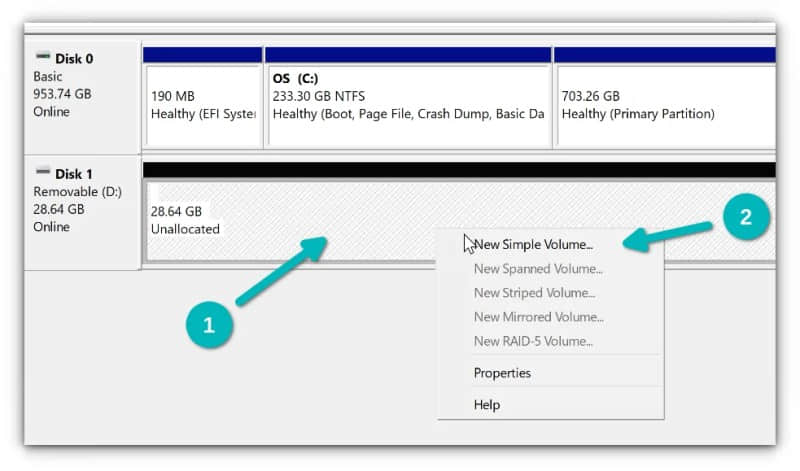 Disk 0
Basic
953.74 GB
Online
190 MB
Healthy (EFI Syster
OS (C:)
233.30 GB NTFS
Healthy (Boot, Page File, Crash Dump, Basic Da
703.26 GB
Healthy (Primary Partition)
Disk 1
Removable (D:)
28.64 GB
Online
28.64 GB
Unallocated
1
2
New Simple Volume...
New Spanned Volume...
New Striped Volume...
New Mirrored Volume...
New RAID-5 Volume...
Properties
Help